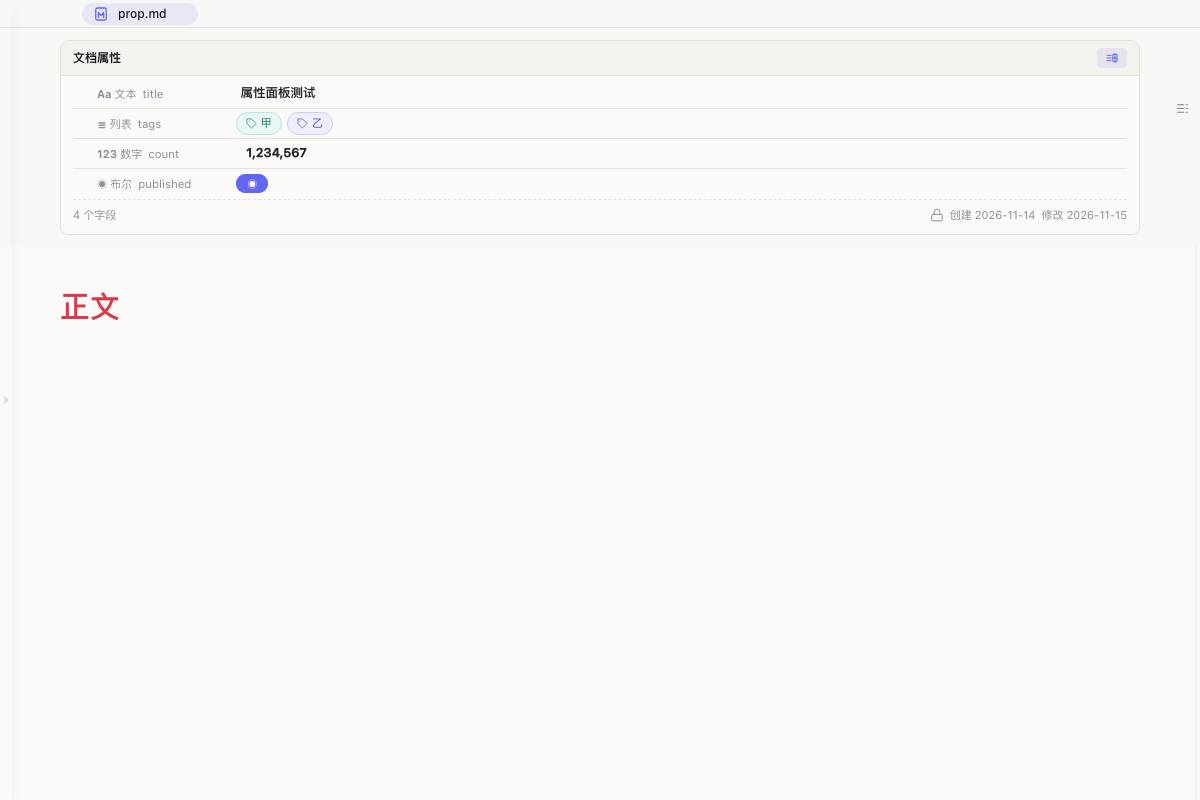 prop.md
文档属性
Aa 文本 title 属性面板测试
≡ 列表 tags 甲 乙
123 数字 count 1,234,567
◉ 布尔 published
4 个字段 创建 2026-11-14 修改 2026-11-15
正文